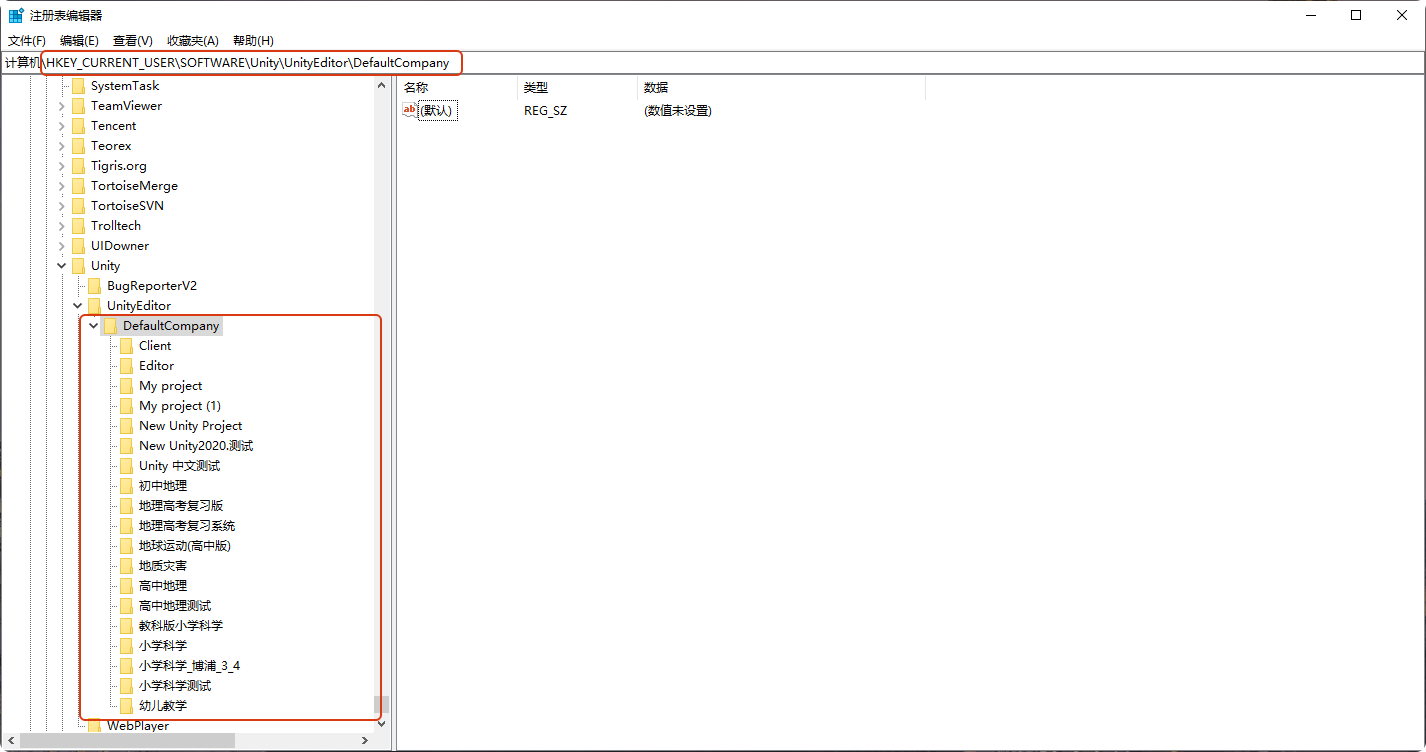 注册表编辑器
文件(F) 编辑(E) 查看(V) 收藏夹(A) 帮助(H)
计算机\HKEY_CURRENT_USER\SOFTWARE\Unity\UnityEditor\DefaultCompany
名称 类型 数据
ab (默认) REG_SZ (数值未设置)
SystemTask
TeamViewer
Tencent
Teorex
Tigris.org
TortoiseMerge
TortoiseSVN
Trolltech
UIDowner
Unity
BugReporterV2
UnityEditor
DefaultCompany
Client
Editor
My project
My project (1)
New Unity Project
New Unity2020.测试
Unity 中文测试
初中地理
地理高考复习版
地理高考复习系统
地球运动(高中版)
地质灾害
高中地理
高中地理测试
教科版小学科学
小学科学
小学科学_博浦_3_4
小学科学测试
幼儿教学
WebPlayer